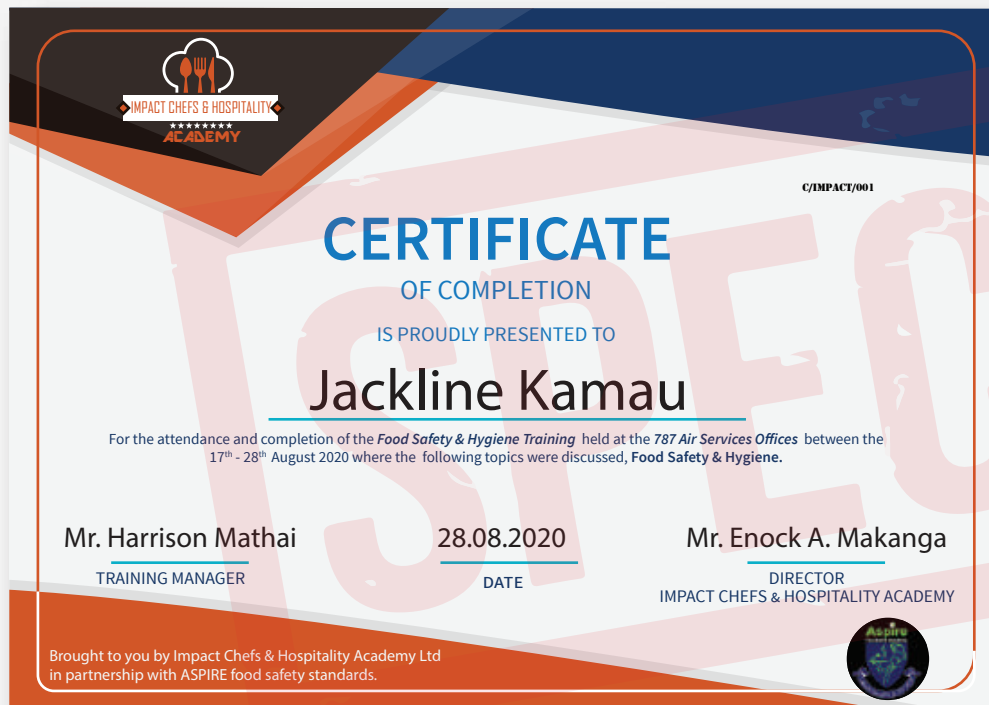 IMPACT CHEFS & HOSPITALITY
ACADEMY
C/IMPACT/001
CERTIFICATE
OF COMPLETION
IS PROUDLY PRESENTED TO
Jackline Kamau
For the attendance and completion of the Food Safety & Hygiene Training held at the 787 Air Services Offices between the
17th - 28th August 2020 where the following topics were discussed, Food Safety & Hygiene.
Mr. Harrison Mathai
TRAINING MANAGER
28.08.2020
DATE
Mr. Enock A. Makanga
DIRECTOR
IMPACT CHEFS & HOSPITALITY ACADEMY
Brought to you by Impact Chefs & Hospitality Academy Ltd
in partnership with ASPIRE food safety standards.
Aspire
SPEC